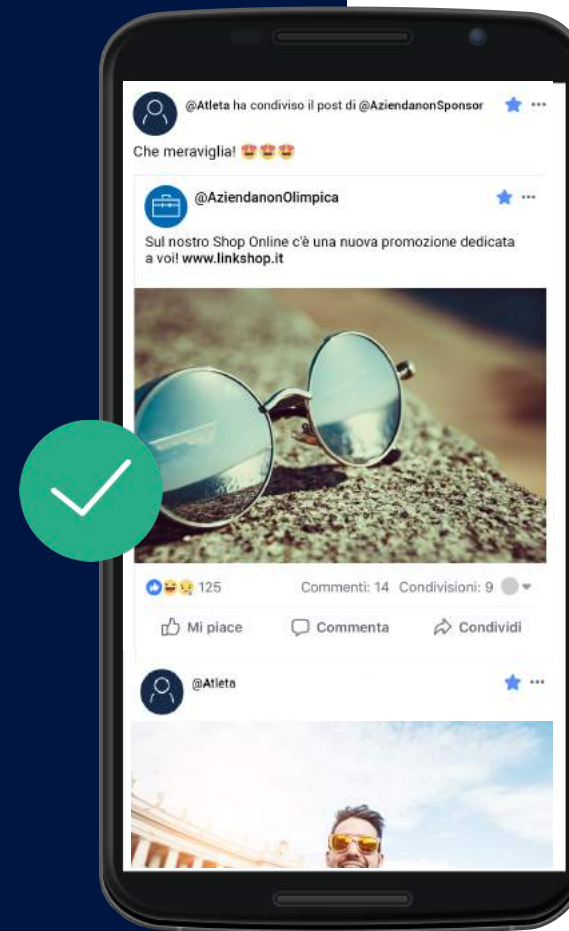 @Atleta ha condiviso il post di @AziendanonSponsor
Che meraviglia! 😍😍😍
@AziendanonOlimpica
Sul nostro Shop Online c'è una nuova promozione dedicata
a voi! www.linkshop.it
125 Commenti: 14 Condivisioni: 9
Mi piace Commenta Condividi
@Atleta